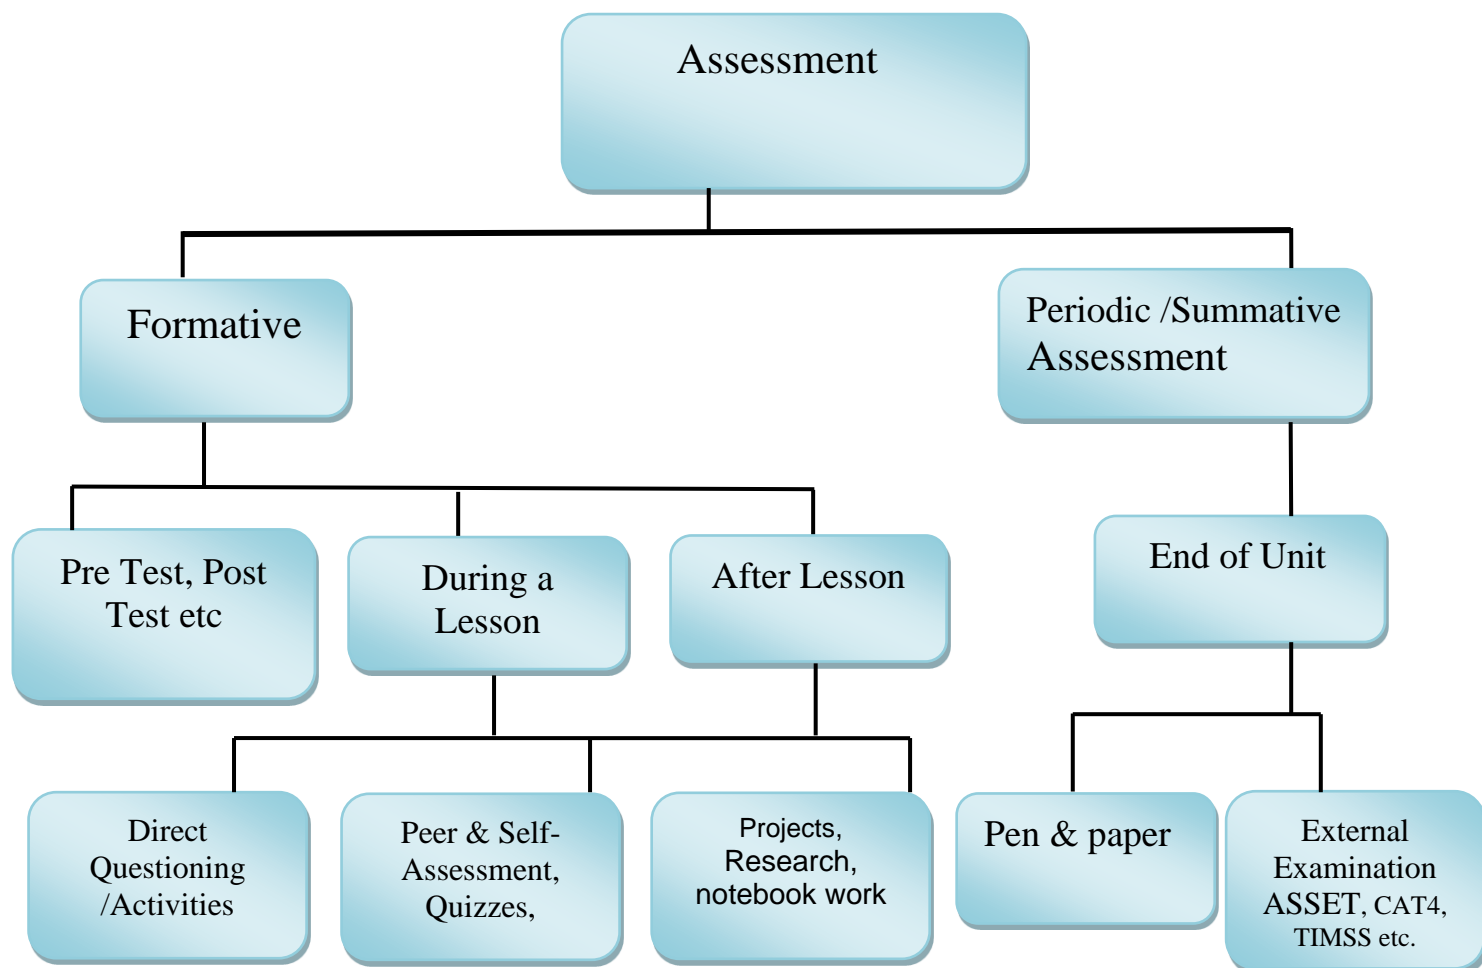 Assessment
Formative
Periodic /Summative
Assessment
Pre Test, Post
Test etc
During a
Lesson
After Lesson
End of Unit
Direct
Questioning
/Activities
Peer & Self-
Assessment,
Quizzes,
Projects,
Research,
notebook work
Pen & paper
External
Examination
ASSET, CAT4,
TIMSS etc.